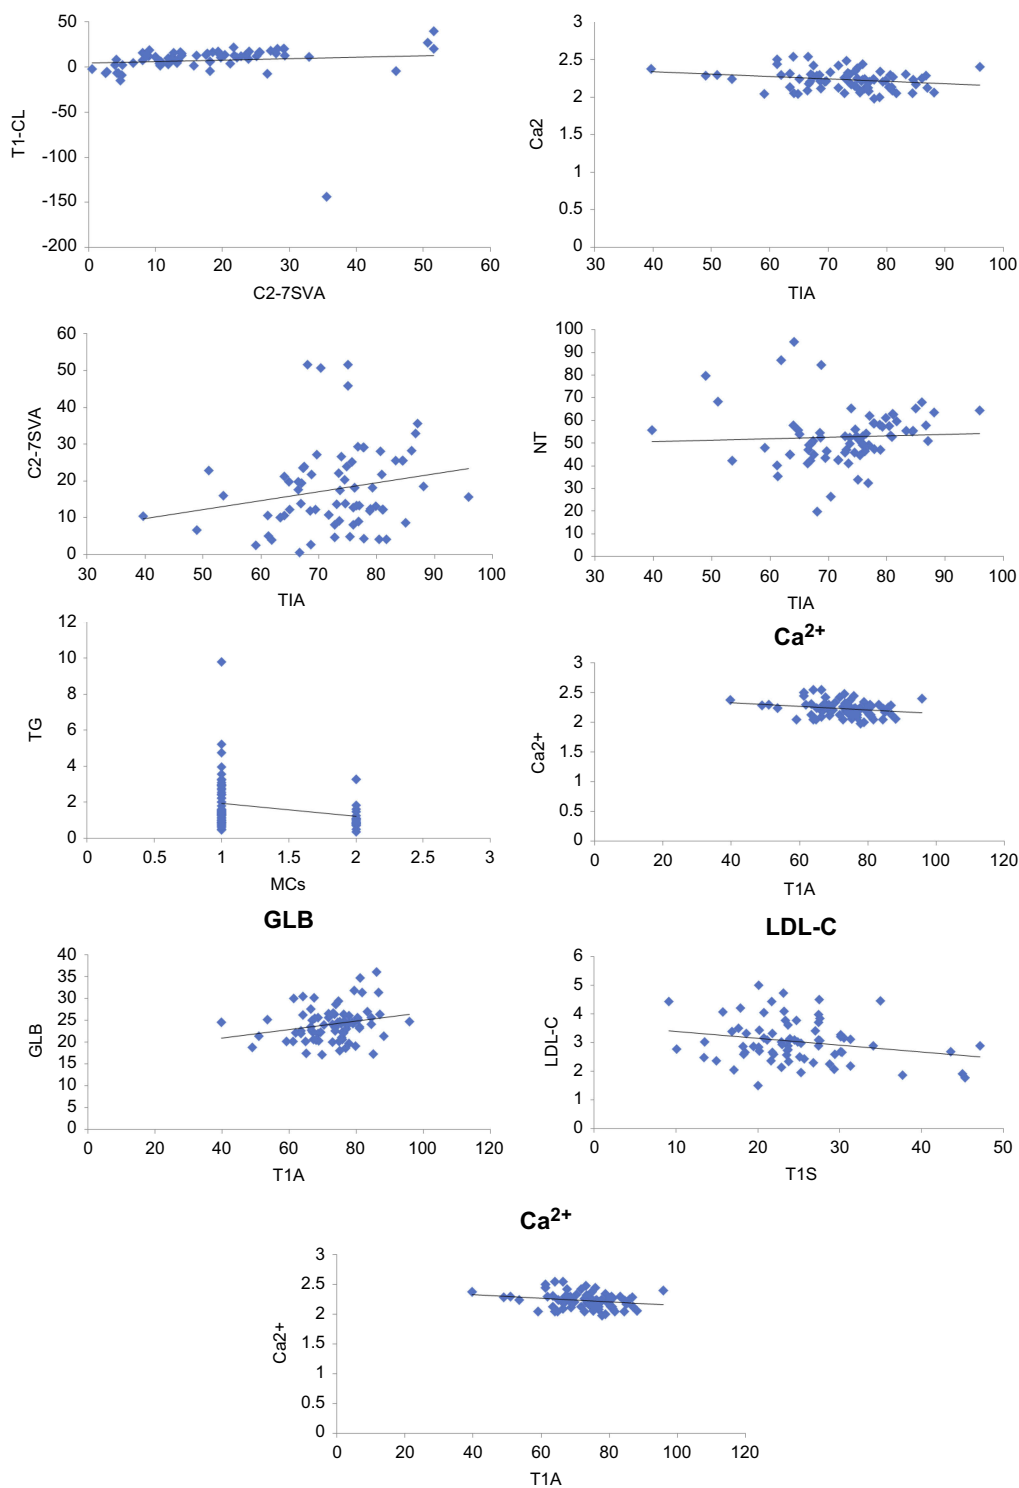 50
0
-50
-100
-150
-200
T1-CL
0 10 20 30 40 50 60
C2-7SVA
3
2.5
2
1.5
1
0.5
0
Ca2
30 40 50 60 70 80 90 100
TIA
60
50
40
30
20
10
0
C2-7SVA
30 40 50 60 70 80 90 100
TIA
100
90
80
70
60
50
40
30
20
10
0
NT
30 40 50 60 70 80 90 100
TIA
12
10
8
6
4
2
0
TG
0 0.5 1 1.5 2 2.5 3
MCs
Ca²⁺
3
2.5
2
1.5
1
0.5
0
Ca2+
0 20 40 60 80 100 120
T1A
GLB
40
35
30
25
20
15
10
5
0
GLB
0 20 40 60 80 100 120
T1A
LDL-C
6
5
4
3
2
1
0
LDL-C
0 10 20 30 40 50
T1S
Ca²⁺
3
2.5
2
1.5
1
0.5
0
Ca2+
0 20 40 60 80 100 120
T1A